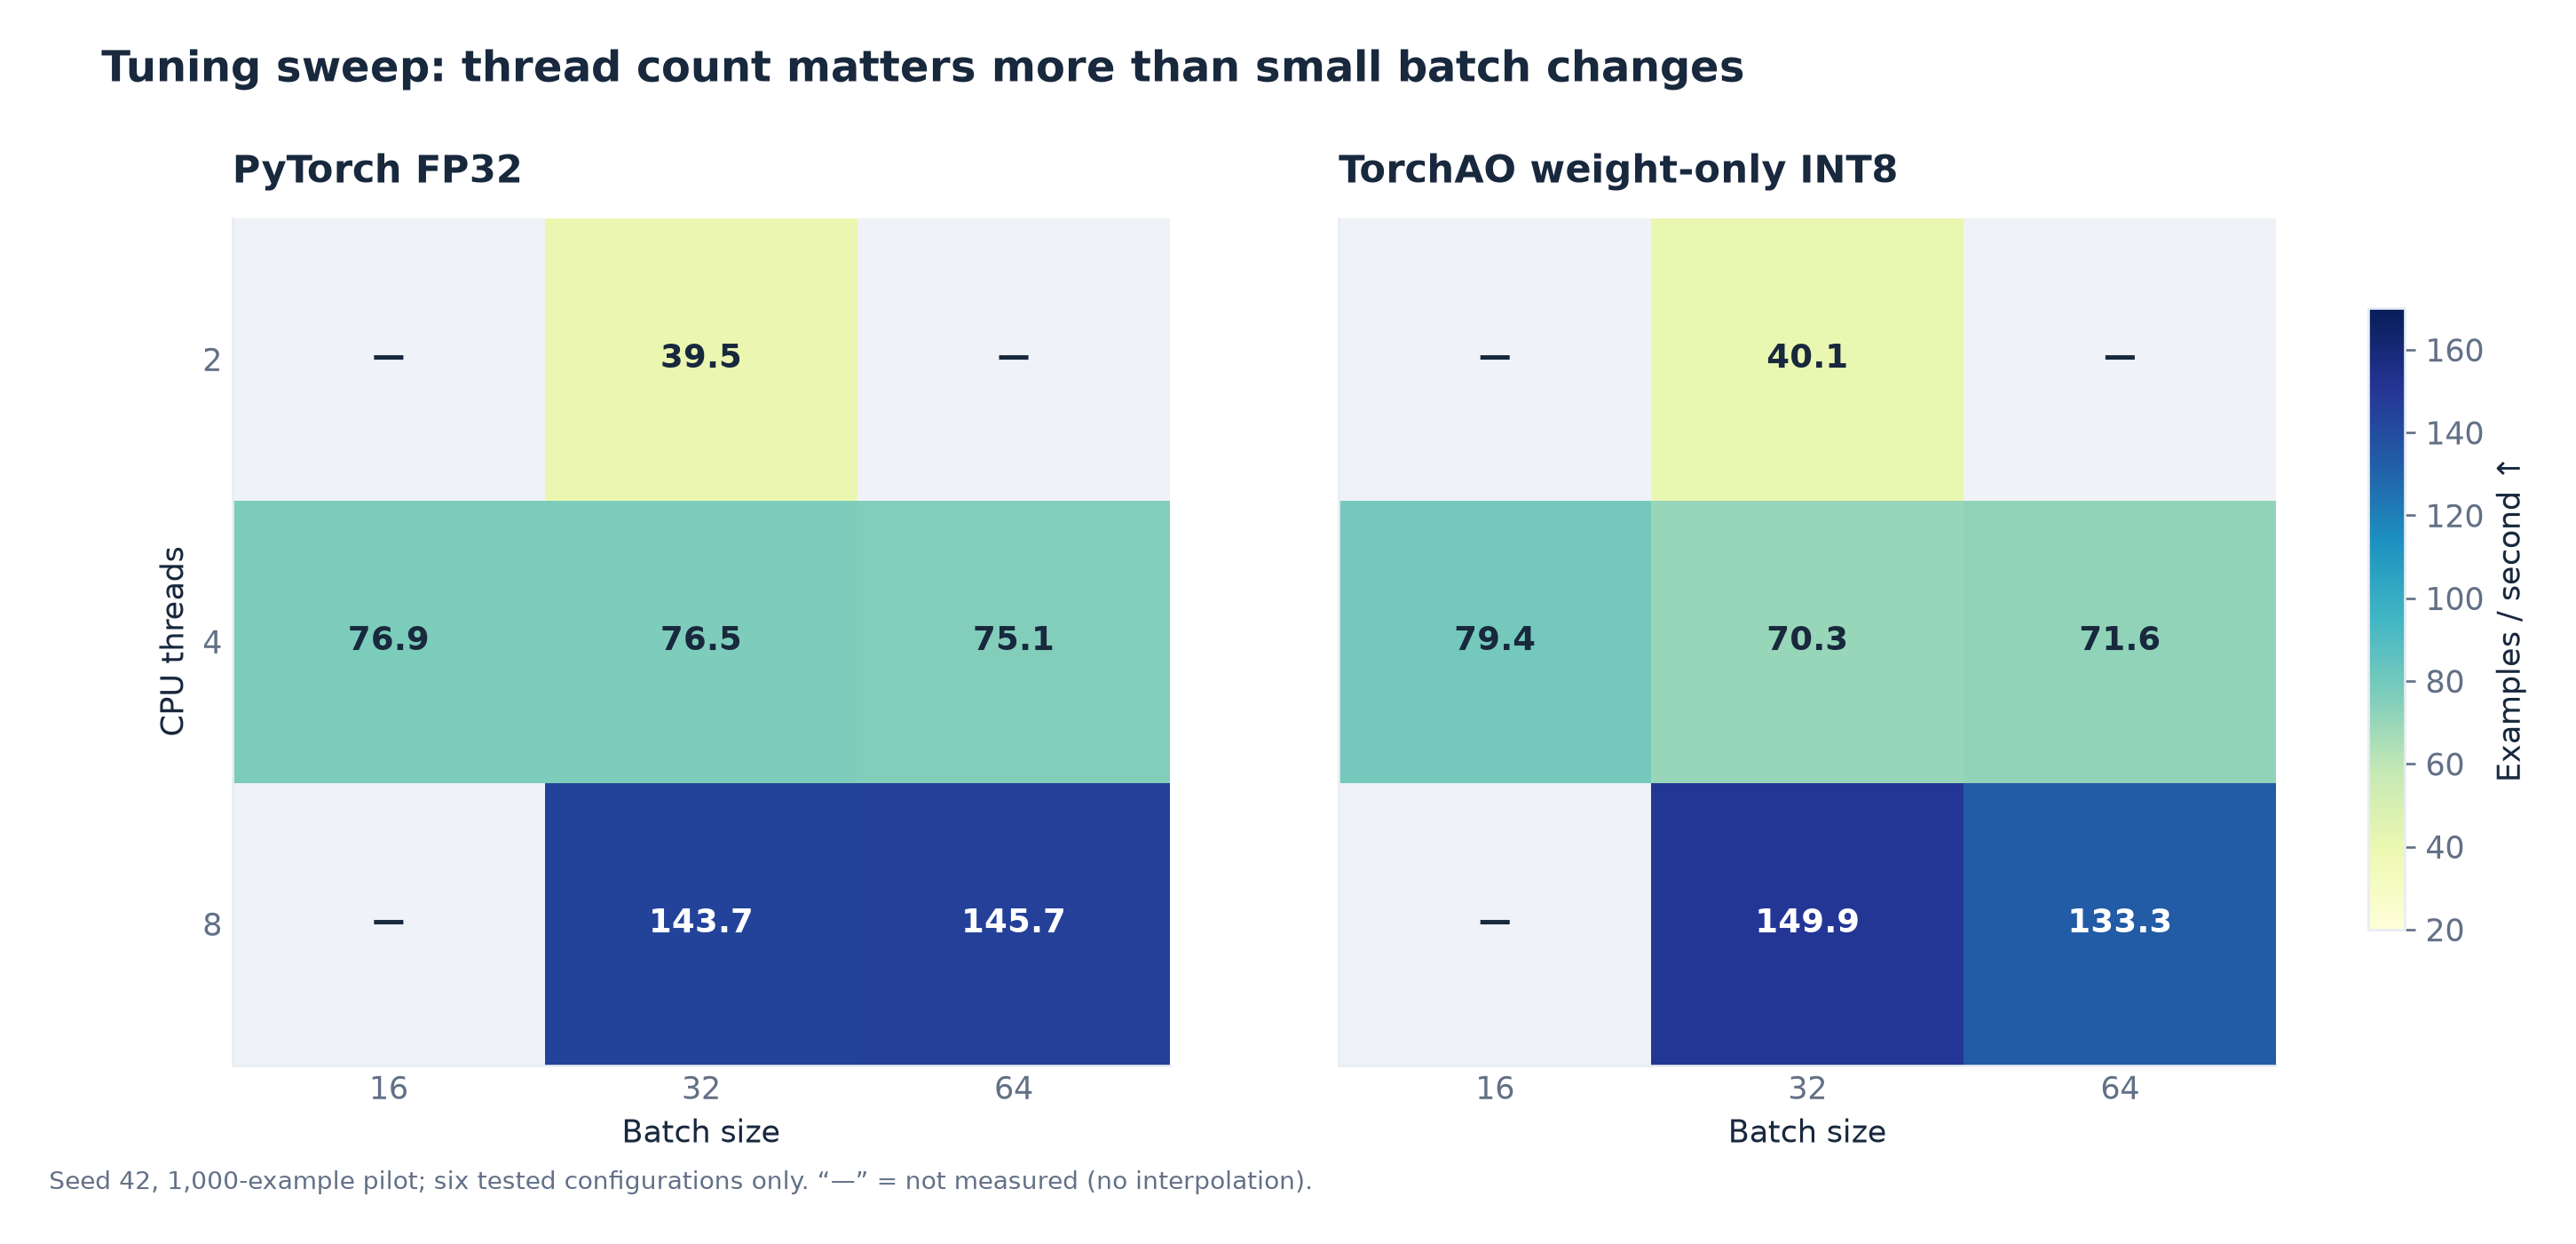 Tuning sweep: thread count matters more than small batch changes
PyTorch FP32
CPU threads
2
— 39.5 —
4
76.9 76.5 75.1
8
— 143.7 145.7
16 32 64
Batch size
TorchAO weight-only INT8
— 40.1 —
79.4 70.3 71.6
— 149.9 133.3
16 32 64
Batch size
160
140
120
100
80
60
40
20
Examples / second ↑
Seed 42, 1,000-example pilot; six tested configurations only. “—” = not measured (no interpolation).